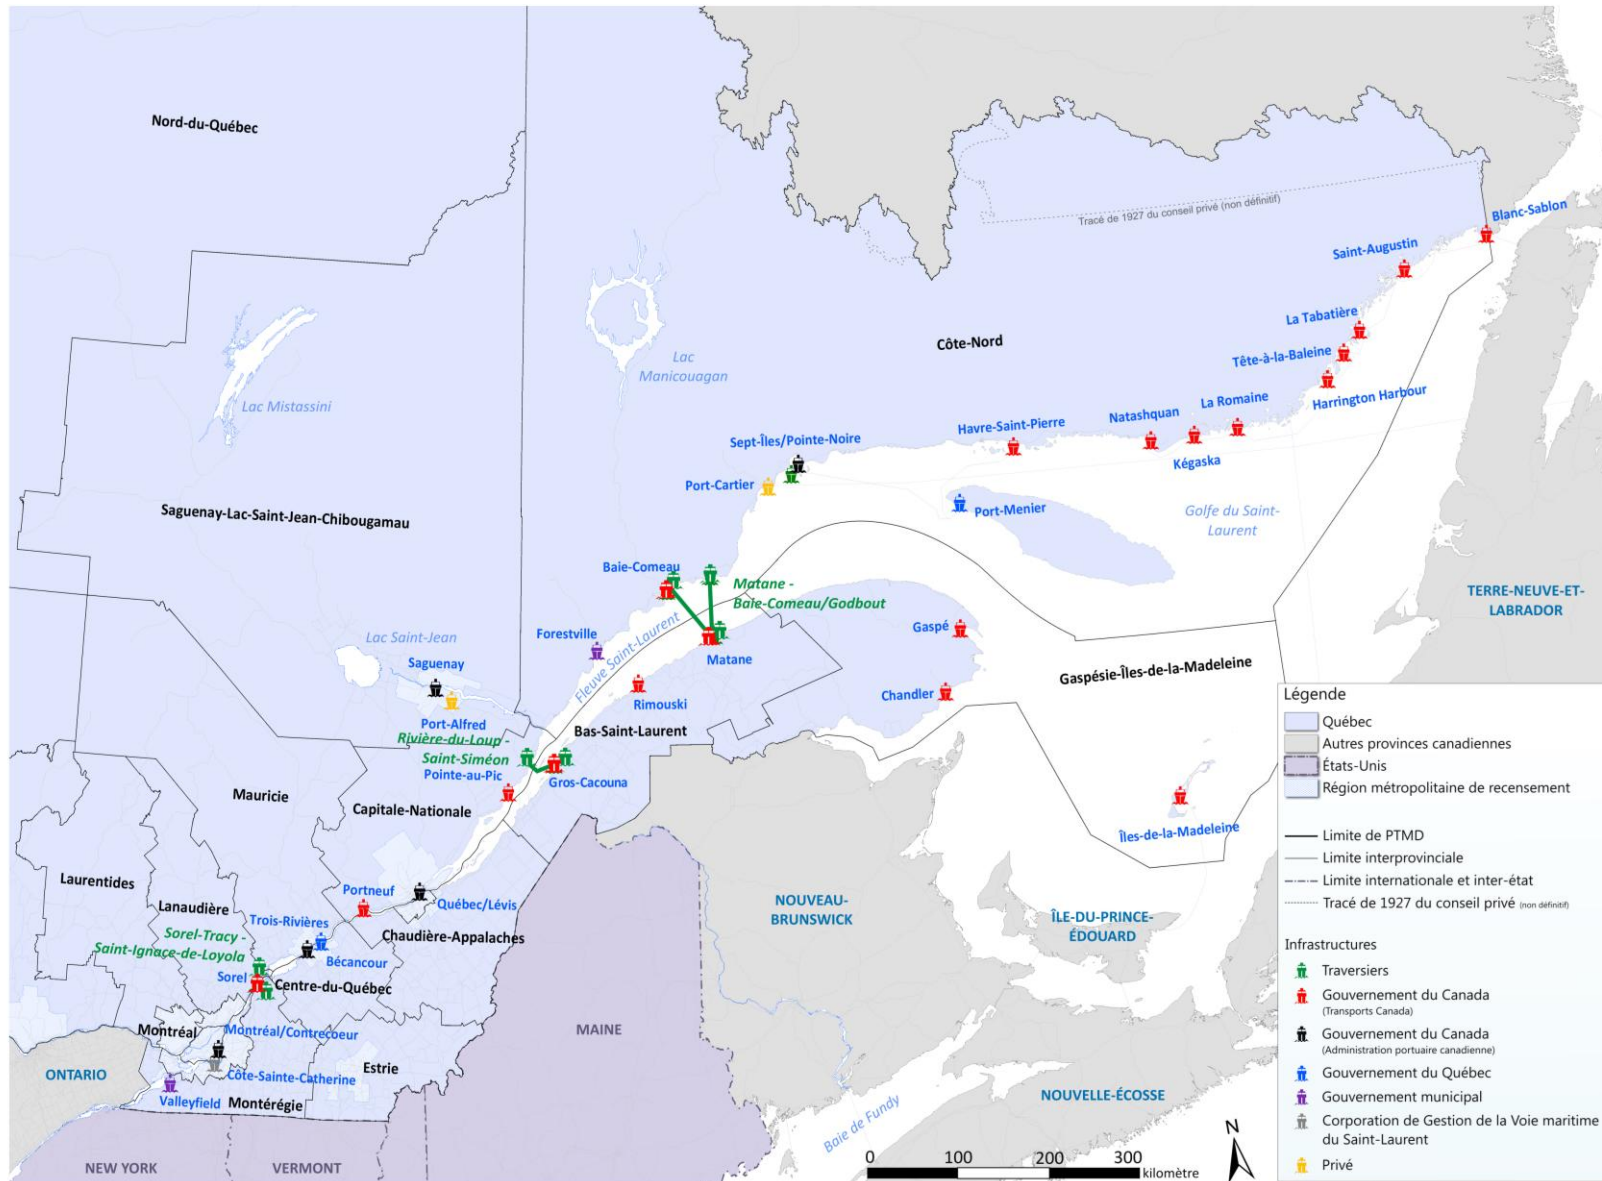 Nord-du-Québec
Tracé de 1927 du conseil privé (non définitif)
Blanc-Sablon
Saint-Augustin
La Tabatière
Tête-à-la-Baleine
Harrington Harbour
Côte-Nord
Lac
Manicouagan
Lac Mistassini
La Romaine
Natashquan
Kégaska
Havre-Saint-Pierre
Sept-Îles/Pointe-Noire
Port-Cartier
Port-Menier
Golfe du Saint-
Laurent
Saguenay-Lac-Saint-Jean-Chibougamau
Baie-Comeau
Matane -
Baie-Comeau/Godbout
TERRE-NEUVE-ET-
LABRADOR
Forestville
Fleuve Saint-Laurent
Matane
Gaspé
Lac Saint-Jean
Saguenay
Rimouski
Chandler
Gaspésie-Îles-de-la-Madeleine
Port-Alfred
Rivière-du-Loup -
Saint-Siméon
Bas-Saint-Laurent
Pointe-au-Pic
Gros-Cacouna
Mauricie
Capitale-Nationale
Îles-de-la-Madeleine
Laurentides
Lanaudière
Portneuf
Québec/Lévis
Trois-Rivières
Chaudière-Appalaches
Sorel-Tracy -
Saint-Ignace-de-Loyola
Bécancour
Sorel
Centre-du-Québec
NOUVEAU-
BRUNSWICK
ÎLE-DU-PRINCE-
ÉDOUARD
Montréal
Montréal/Contrecoeur
MAINE
Estrie
ONTARIO
Côte-Sainte-Catherine
Valleyfield
Montérégie
NOUVELLE-ÉCOSSE
Baie de Fundy
NEW YORK
VERMONT
0 100 200 300
kilomètre
N
Légende
Québec
Autres provinces canadiennes
États-Unis
Région métropolitaine de recensement
Limite de PTMD
Limite interprovinciale
Limite internationale et inter-état
Tracé de 1927 du conseil privé (non définitif)
Infrastructures
Traversiers
Gouvernement du Canada
(Transports Canada)
Gouvernement du Canada
(Administration portuaire canadienne)
Gouvernement du Québec
Gouvernement municipal
Corporation de Gestion de la Voie maritime
du Saint-Laurent
Privé